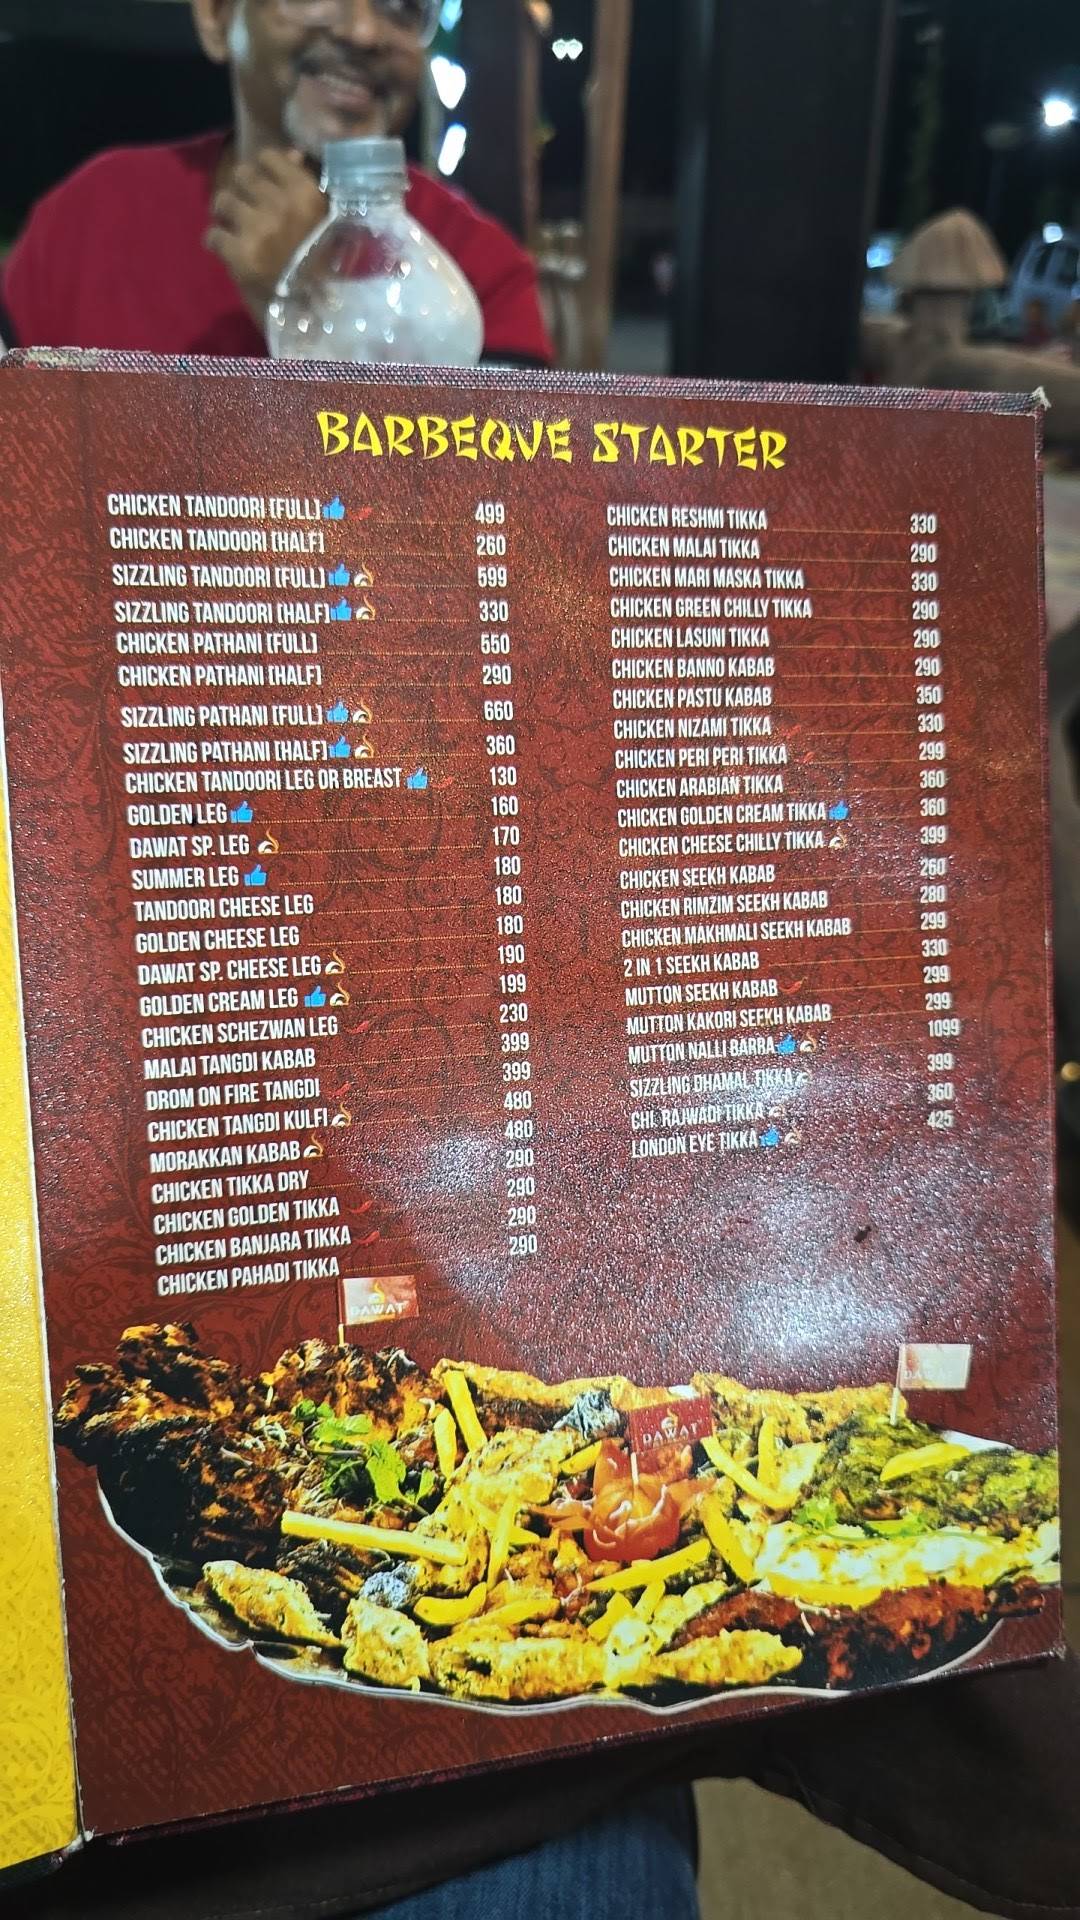 BARBEQUE STARTER
CHICKEN TANDOORI [FULL] 499
CHICKEN TANDOORI [HALF] 260
SIZZLING TANDOORI [FULL] 599
SIZZLING TANDOORI [HALF] 330
CHICKEN PATHANI [FULL] 550
CHICKEN PATHANI [HALF] 290
SIZZLING PATHANI [FULL] 660
SIZZLING PATHANI [HALF] 360
CHICKEN TANDOORI LEG OR BREAST 130
GOLDEN LEG 160
DAWAT SP. LEG 170
SUMMER LEG 180
TANDOORI CHEESE LEG 180
GOLDEN CHEESE LEG 180
DAWAT SP. CHEESE LEG 190
GOLDEN CREAM LEG 199
CHICKEN SCHEZWAN LEG 230
MALAI TANGDI KABAB 399
DROM ON FIRE TANGDI 399
CHICKEN TANGDI KULFI 480
MORAKKAN KABAB 480
CHICKEN TIKKA DRY 290
CHICKEN GOLDEN TIKKA 290
CHICKEN BANJARA TIKKA 290
CHICKEN PAHADI TIKKA 290
CHICKEN RESHMI TIKKA 330
CHICKEN MALAI TIKKA 290
CHICKEN MARI MASKA TIKKA 330
CHICKEN GREEN CHILLY TIKKA 290
CHICKEN LASUNI TIKKA 290
CHICKEN BANNO KABAB 290
CHICKEN PASTU KABAB 350
CHICKEN NIZAMI TIKKA 330
CHICKEN PERI PERI TIKKA 299
CHICKEN ARABIAN TIKKA 360
CHICKEN GOLDEN CREAM TIKKA 360
CHICKEN CHEESE CHILLY TIKKA 399
CHICKEN SEEKH KABAB 260
CHICKEN RIMZIM SEEKH KABAB 280
CHICKEN MAKHMALI SEEKH KABAB 299
2 IN 1 SEEKH KABAB 330
MUTTON SEEKH KABAB 299
MUTTON KAKORI SEEKH KABAB 299
MUTTON NALLI BARRA 1099
SIZZLING DHAMAL TIKKA 399
CHI. RAJWADI TIKKA 360
LONDON EYE TIKKA 425
DAWAT
DAWAT
DAWAT